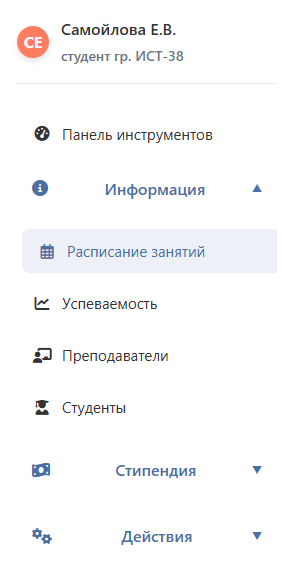 Самойлова Е.В.
СЕ
студент гр. ИСТ-38
Панель инструментов
Информация
Расписание занятий
Успеваемость
Преподаватели
Студенты
Стипендия
Действия